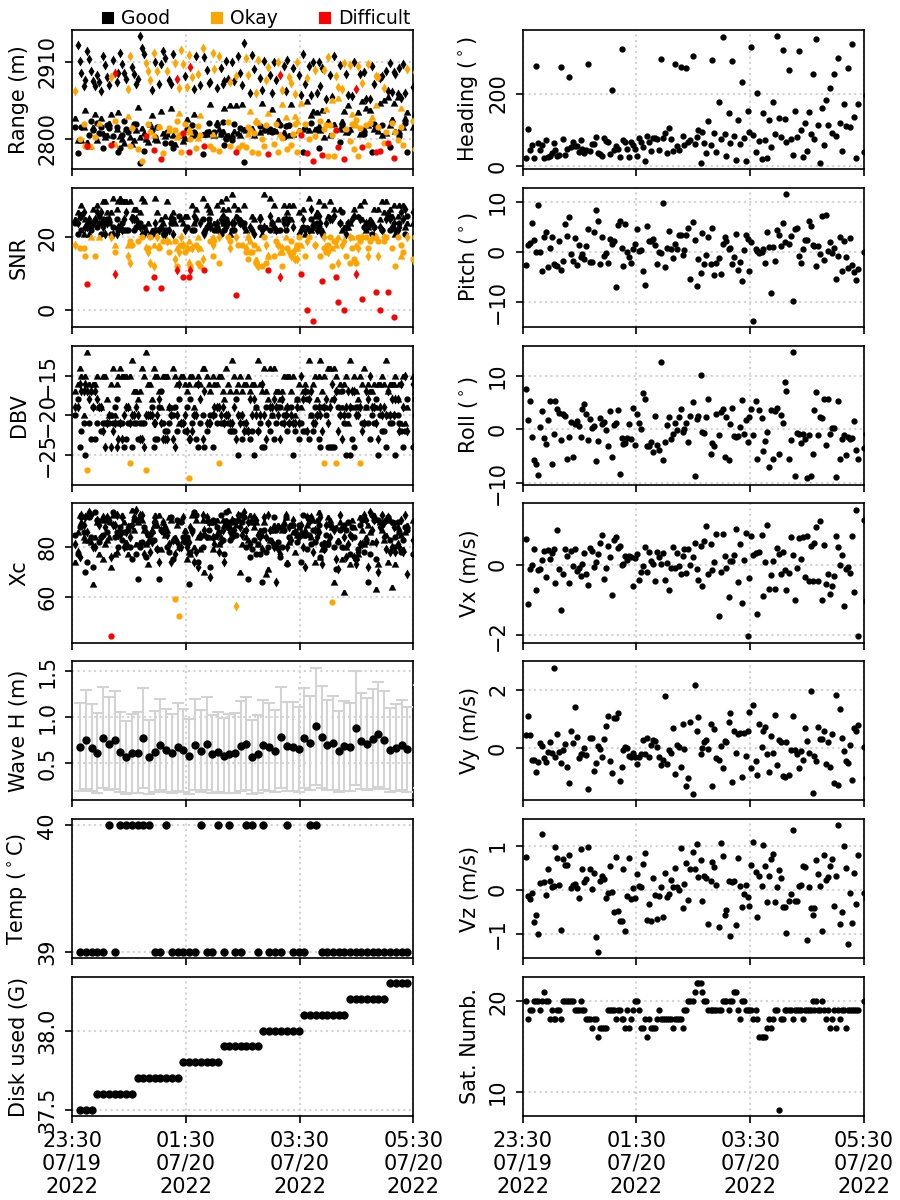 Good Okay Difficult
Range (m)
2910
2800
Heading (°)
200
0
SNR
20
0
Pitch (°)
10
0
−10
DBV
−15
−20
−25
Roll (°)
10
0
−10
Xc
80
60
Vx (m/s)
0
−2
Wave H (m)
1.5
1.0
0.5
Vy (m/s)
2
0
Temp (°C)
40
39
Vz (m/s)
1
0
−1
Disk used (G)
38.0
37.5
Sat. Numb.
20
10
23:30 01:30 03:30 05:30
07/19 07/20 07/20 07/20
2022 2022 2022 2022
23:30 01:30 03:30 05:30
07/19 07/20 07/20 07/20
2022 2022 2022 2022